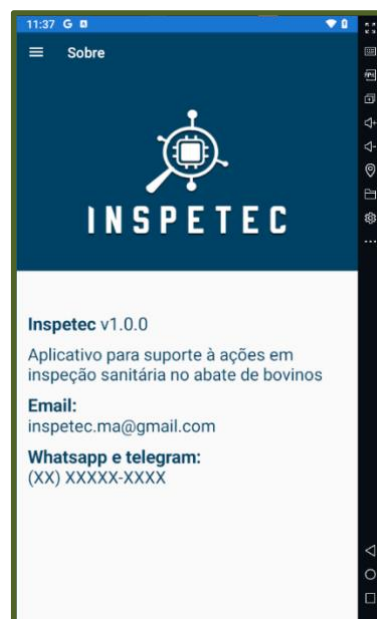 11:37 G
Sobre
INSPETEC
Inspetec v1.0.0
Aplicativo para suporte à ações em
inspeção sanitária no abate de bovinos
Email:
inspetec.ma@gmail.com
Whatsapp e telegram:
(XX) XXXXX-XXXX